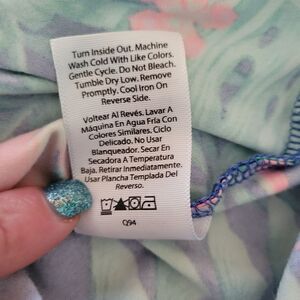 Turn Inside Out. Machine
Wash Cold With Like Colors.
Gentle Cycle. Do Not Bleach.
Tumble Dry Low. Remove
Promptly. Cool Iron On
Reverse Side.
Voltear Al Revés. Lavar A
Máquina En Agua Fría Con
Colores Similares. Ciclo
Delicado. No Usar
Blanqueador. Secar En
Secadora A Temperatura
Baja. Retirar Inmediatamente.
Usar Plancha Templada Del
Reverso.
Q94